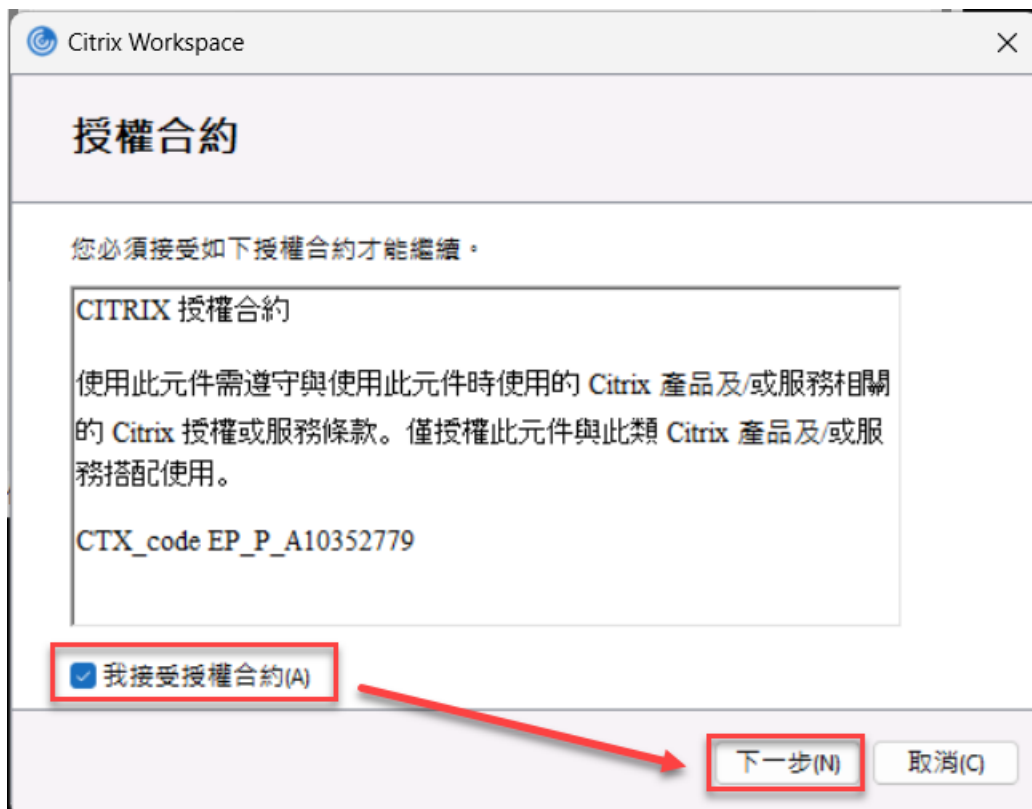 Citrix Workspace
授權合約
您必須接受如下授權合約才能繼續。
CITRIX 授權合約
使用此元件需遵守與使用此元件時使用的 Citrix 產品及/或服務相關
的 Citrix 授權或服務條款。僅授權此元件與此類 Citrix 產品及/或服
務搭配使用。
CTX_code EP_P_A10352779
我接受授權合約(A)
下一步(N)
取消(C)